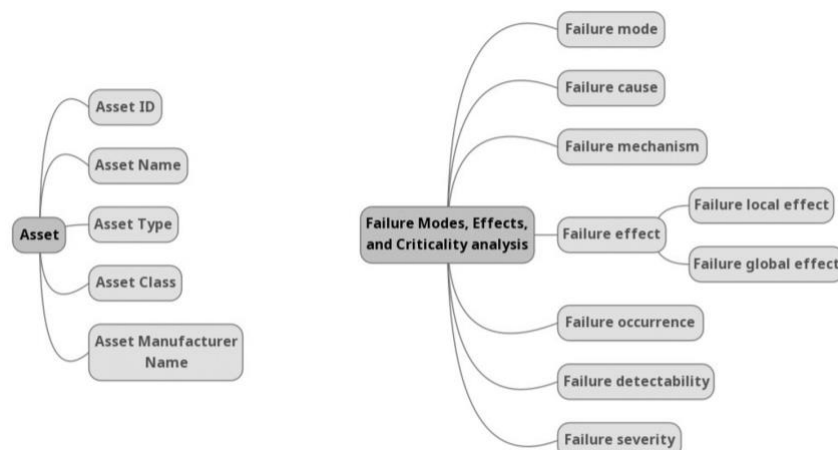 Asset
Asset ID
Asset Name
Asset Type
Asset Class
Asset Manufacturer
Name
Failure Modes, Effects,
and Criticality analysis
Failure mode
Failure cause
Failure mechanism
Failure effect
Failure local effect
Failure global effect
Failure occurrence
Failure detectability
Failure severity